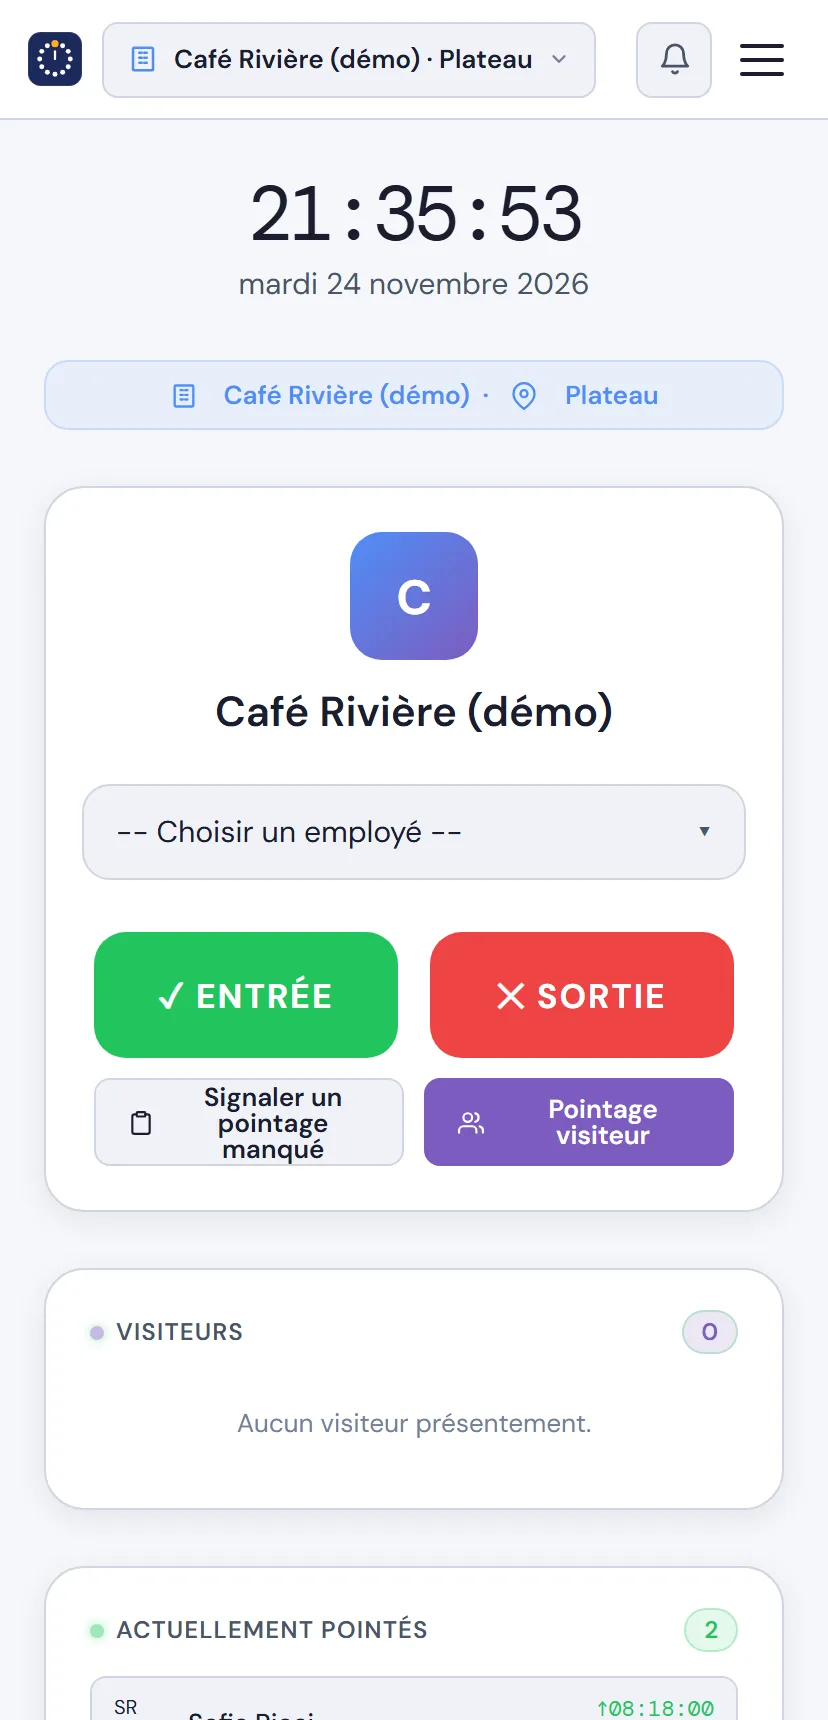 Café Rivière (démo) · Plateau
21:35:53
mardi 24 novembre 2026
Café Rivière (démo) · Plateau
C
Café Rivière (démo)
-- Choisir un employé --
✓ ENTRÉE
✕ SORTIE
Signaler un
pointage
manqué
Pointage
visiteur
VISITEURS
0
Aucun visiteur présentement.
ACTUELLEMENT POINTÉS
2
SR
↑08:18:00